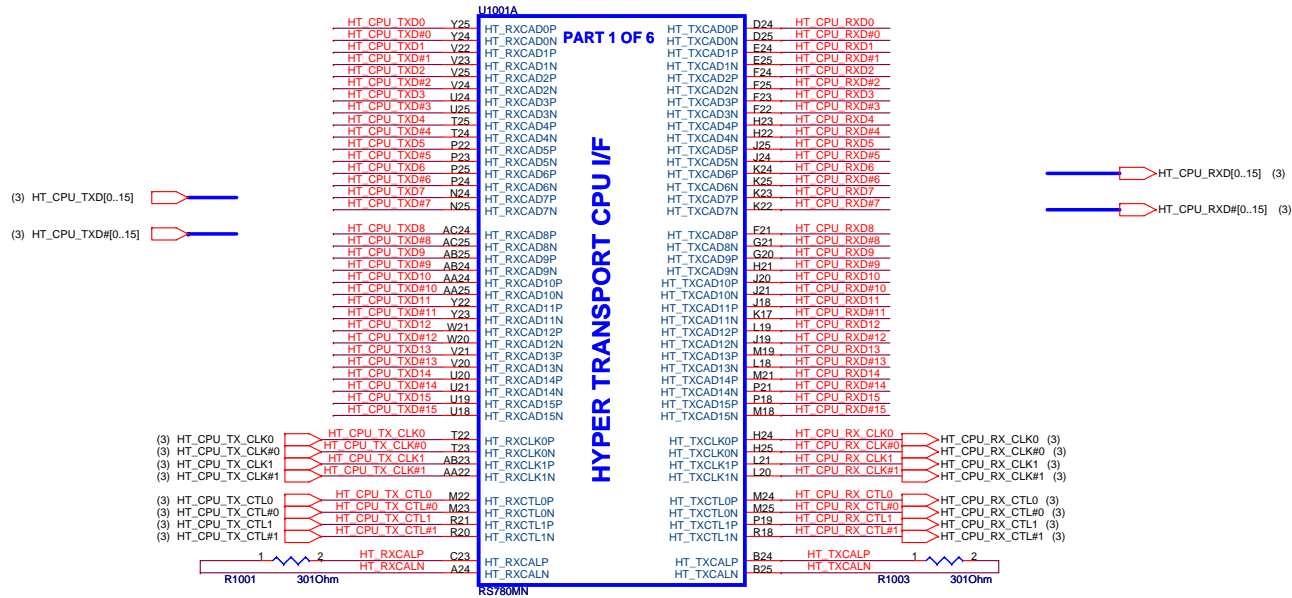 U1001A
PART 1 OF 6
HYPER TRANSPORT CPU I/F
HT_CPU_TXD0 Y25 HT_RXCAD0P HT_TXCAD0P D24 HT_CPU_RXD0
HT_CPU_TXD#0 Y24 HT_RXCAD0N HT_TXCAD0N D25 HT_CPU_RXD#0
HT_CPU_TXD1 V22 HT_RXCAD1P HT_TXCAD1P E24 HT_CPU_RXD1
HT_CPU_TXD#1 V23 HT_RXCAD1N HT_TXCAD1N E25 HT_CPU_RXD#1
HT_CPU_TXD2 V25 HT_RXCAD2P HT_TXCAD2P F24 HT_CPU_RXD2
HT_CPU_TXD#2 V24 HT_RXCAD2N HT_TXCAD2N F25 HT_CPU_RXD#2
HT_CPU_TXD3 U24 HT_RXCAD3P HT_TXCAD3P F23 HT_CPU_RXD3
HT_CPU_TXD#3 U25 HT_RXCAD3N HT_TXCAD3N F22 HT_CPU_RXD#3
HT_CPU_TXD4 T25 HT_RXCAD4P HT_TXCAD4P H23 HT_CPU_RXD4
HT_CPU_TXD#4 T24 HT_RXCAD4N HT_TXCAD4N H22 HT_CPU_RXD#4
HT_CPU_TXD5 P22 HT_RXCAD5P HT_TXCAD5P J25 HT_CPU_RXD5
HT_CPU_TXD#5 P23 HT_RXCAD5N HT_TXCAD5N J24 HT_CPU_RXD#5
HT_CPU_TXD6 P25 HT_RXCAD6P HT_TXCAD6P K24 HT_CPU_RXD6
HT_CPU_TXD#6 P24 HT_RXCAD6N HT_TXCAD6N K25 HT_CPU_RXD#6
HT_CPU_TXD7 N24 HT_RXCAD7P HT_TXCAD7P K23 HT_CPU_RXD7
HT_CPU_TXD#7 N25 HT_RXCAD7N HT_TXCAD7N K22 HT_CPU_RXD#7
(3) HT_CPU_TXD[0..15]
(3) HT_CPU_TXD#[0..15]
HT_CPU_RXD[0..15] (3)
HT_CPU_RXD#[0..15] (3)
HT_CPU_TXD8 AC24 HT_RXCAD8P HT_TXCAD8P F21 HT_CPU_RXD8
HT_CPU_TXD#8 AC25 HT_RXCAD8N HT_TXCAD8N G21 HT_CPU_RXD#8
HT_CPU_TXD9 AB25 HT_RXCAD9P HT_TXCAD9P G20 HT_CPU_RXD9
HT_CPU_TXD#9 AB24 HT_RXCAD9N HT_TXCAD9N H21 HT_CPU_RXD#9
HT_CPU_TXD10 AA24 HT_RXCAD10P HT_TXCAD10P J20 HT_CPU_RXD10
HT_CPU_TXD#10 AA25 HT_RXCAD10N HT_TXCAD10N J21 HT_CPU_RXD#10
HT_CPU_TXD11 Y22 HT_RXCAD11P HT_TXCAD11P J18 HT_CPU_RXD11
HT_CPU_TXD#11 Y23 HT_RXCAD11N HT_TXCAD11N K17 HT_CPU_RXD#11
HT_CPU_TXD12 W21 HT_RXCAD12P HT_TXCAD12P L19 HT_CPU_RXD12
HT_CPU_TXD#12 W20 HT_RXCAD12N HT_TXCAD12N J19 HT_CPU_RXD#12
HT_CPU_TXD13 V21 HT_RXCAD13P HT_TXCAD13P M19 HT_CPU_RXD13
HT_CPU_TXD#13 V20 HT_RXCAD13N HT_TXCAD13N L18 HT_CPU_RXD#13
HT_CPU_TXD14 U20 HT_RXCAD14P HT_TXCAD14P M21 HT_CPU_RXD14
HT_CPU_TXD#14 U21 HT_RXCAD14N HT_TXCAD14N P21 HT_CPU_RXD#14
HT_CPU_TXD15 U19 HT_RXCAD15P HT_TXCAD15P P18 HT_CPU_RXD15
HT_CPU_TXD#15 U18 HT_RXCAD15N HT_TXCAD15N M18 HT_CPU_RXD#15
(3) HT_CPU_TX_CLK0 HT_CPU_TX_CLK0 T22 HT_RXCLK0P HT_TXCLK0P H24 HT_CPU_RX_CLK0 HT_CPU_RX_CLK0 (3)
(3) HT_CPU_TX_CLK#0 HT_CPU_TX_CLK#0 T23 HT_RXCLK0N HT_TXCLK0N H25 HT_CPU_RX_CLK#0 HT_CPU_RX_CLK#0 (3)
(3) HT_CPU_TX_CLK1 HT_CPU_TX_CLK1 AB23 HT_RXCLK1P HT_TXCLK1P L21 HT_CPU_RX_CLK1 HT_CPU_RX_CLK1 (3)
(3) HT_CPU_TX_CLK#1 HT_CPU_TX_CLK#1 AA22 HT_RXCLK1N HT_TXCLK1N L20 HT_CPU_RX_CLK#1 HT_CPU_RX_CLK#1 (3)
(3) HT_CPU_TX_CTL0 HT_CPU_TX_CTL0 M22 HT_RXCTL0P HT_TXCTL0P M24 HT_CPU_RX_CTL0 HT_CPU_RX_CTL0 (3)
(3) HT_CPU_TX_CTL#0 HT_CPU_TX_CTL#0 M23 HT_RXCTL0N HT_TXCTL0N M25 HT_CPU_RX_CTL#0 HT_CPU_RX_CTL#0 (3)
(3) HT_CPU_TX_CTL1 HT_CPU_TX_CTL1 R21 HT_RXCTL1P HT_TXCTL1P P19 HT_CPU_RX_CTL1 HT_CPU_RX_CTL1 (3)
(3) HT_CPU_TX_CTL#1 HT_CPU_TX_CTL#1 R20 HT_RXCTL1N HT_TXCTL1N R18 HT_CPU_RX_CTL#1 HT_CPU_RX_CTL#1 (3)
1 2 HT_RXCALP C23 HT_RXCALP HT_TXCALP B24 HT_TXCALP 1 2
HT_RXCALN A24 HT_RXCALN HT_TXCALN B25 HT_TXCALN
R1001 301Ohm R1003 301Ohm
RS780MN